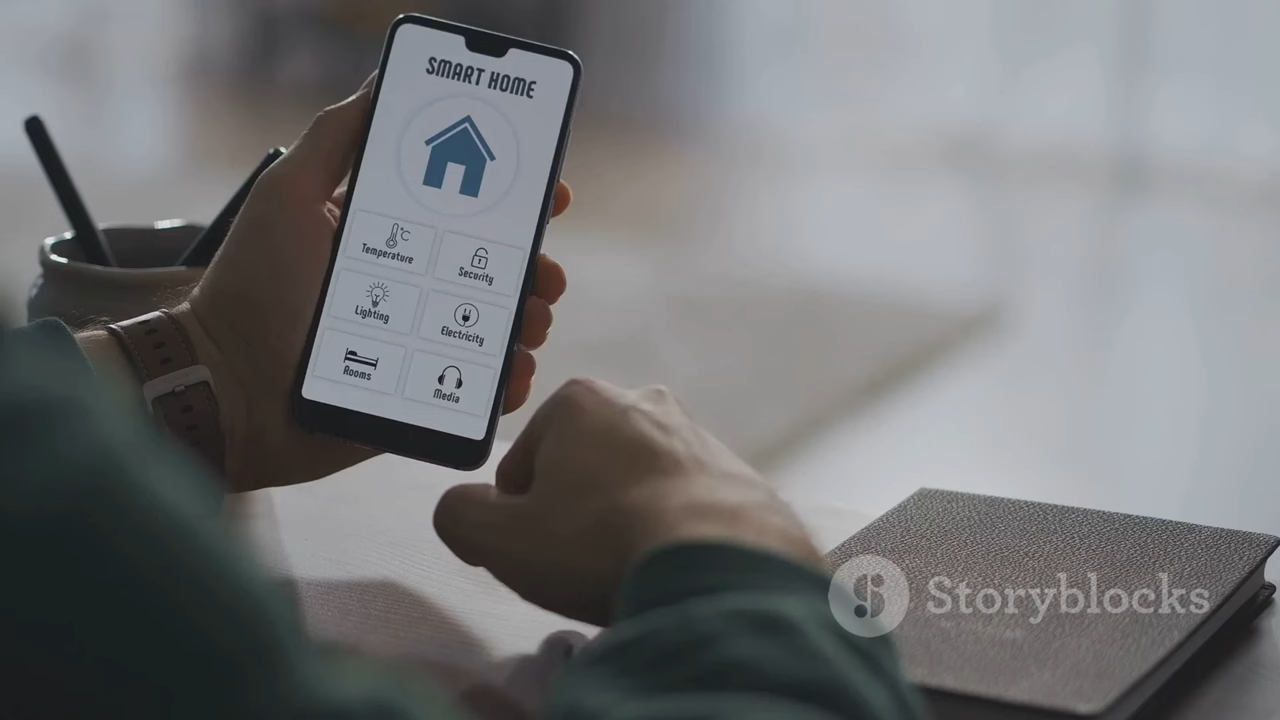 SMART HOME
°C
Temperature
Security
Lighting
Electricity
Rooms
Media
Storyblocks